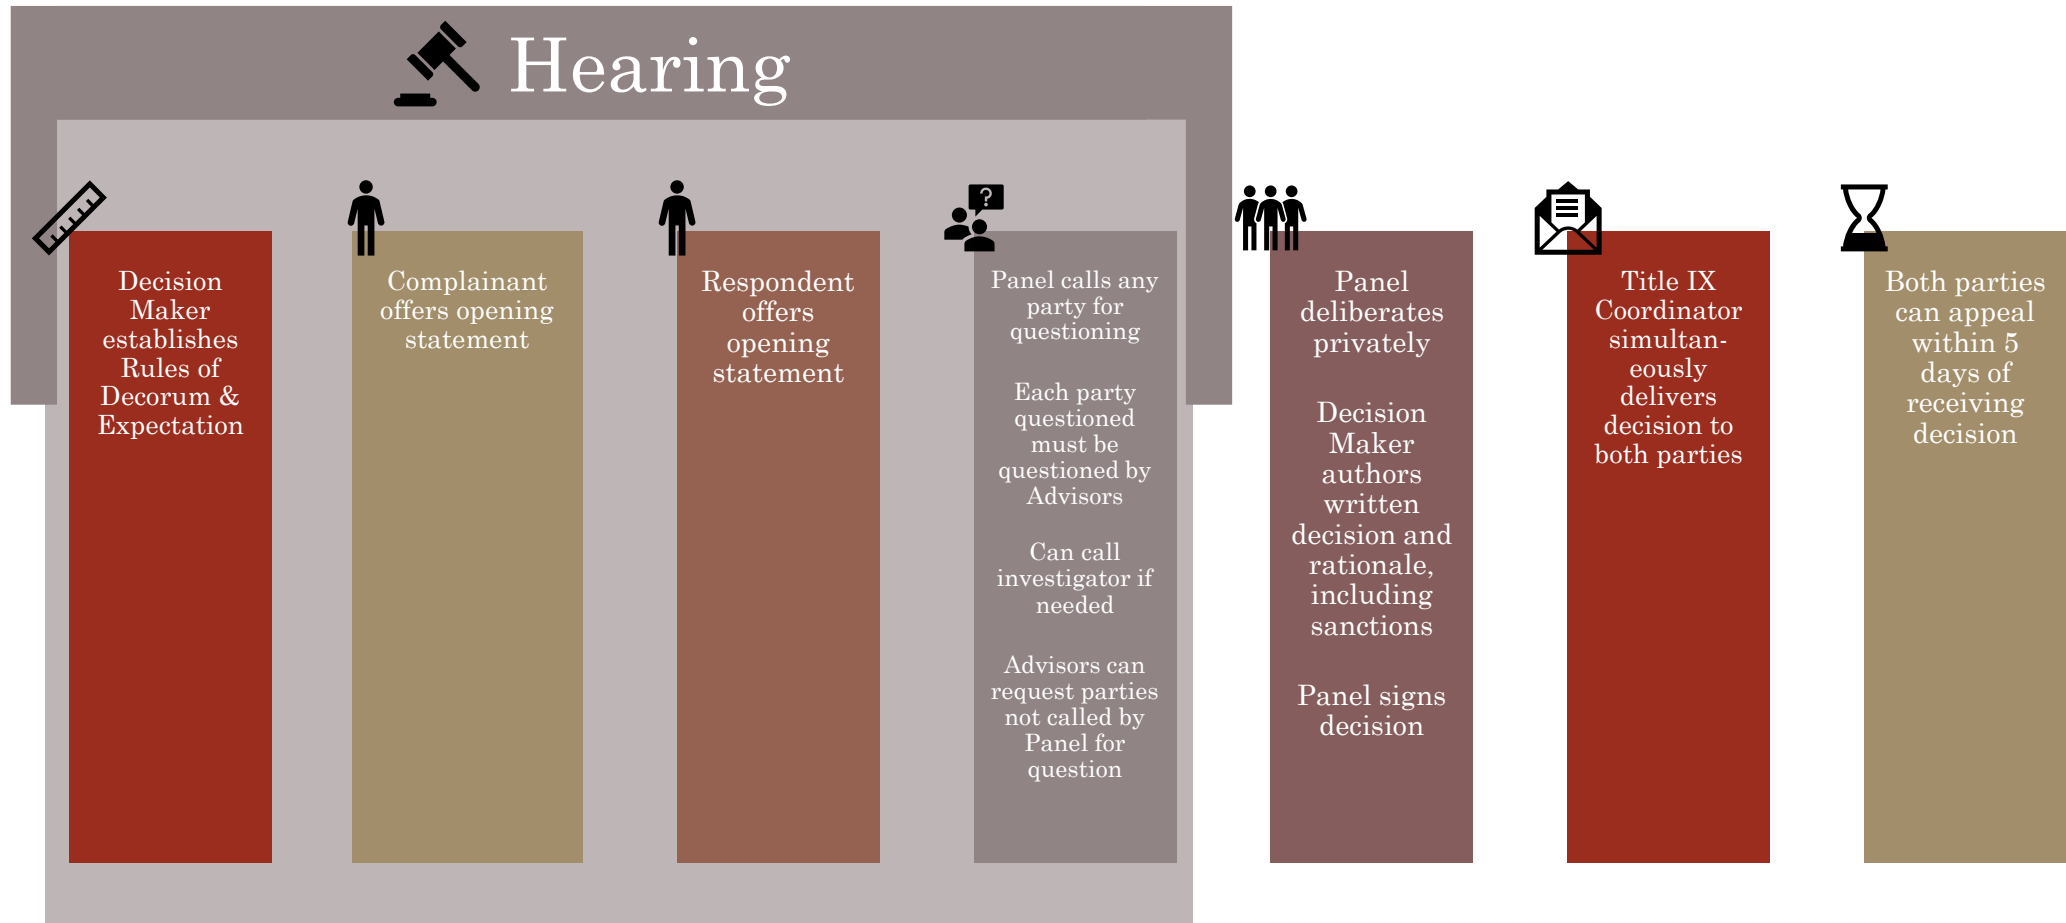 Hearing
?
Decision
Maker
establishes
Rules of
Decorum &
Expectation
Complainant
offers opening
statement
Respondent
offers
opening
statement
Panel calls any
party for
questioning
Each party
questioned
must be
questioned by
Advisors
Can call
investigator if
needed
Advisors can
request parties
not called by
Panel for
question
Panel
deliberates
privately
Decision
Maker
authors
written
decision and
rationale,
including
sanctions
Panel signs
decision
Title IX
Coordinator
simultan-
eously
delivers
decision to
both parties
Both parties
can appeal
within 5
days of
receiving
decision